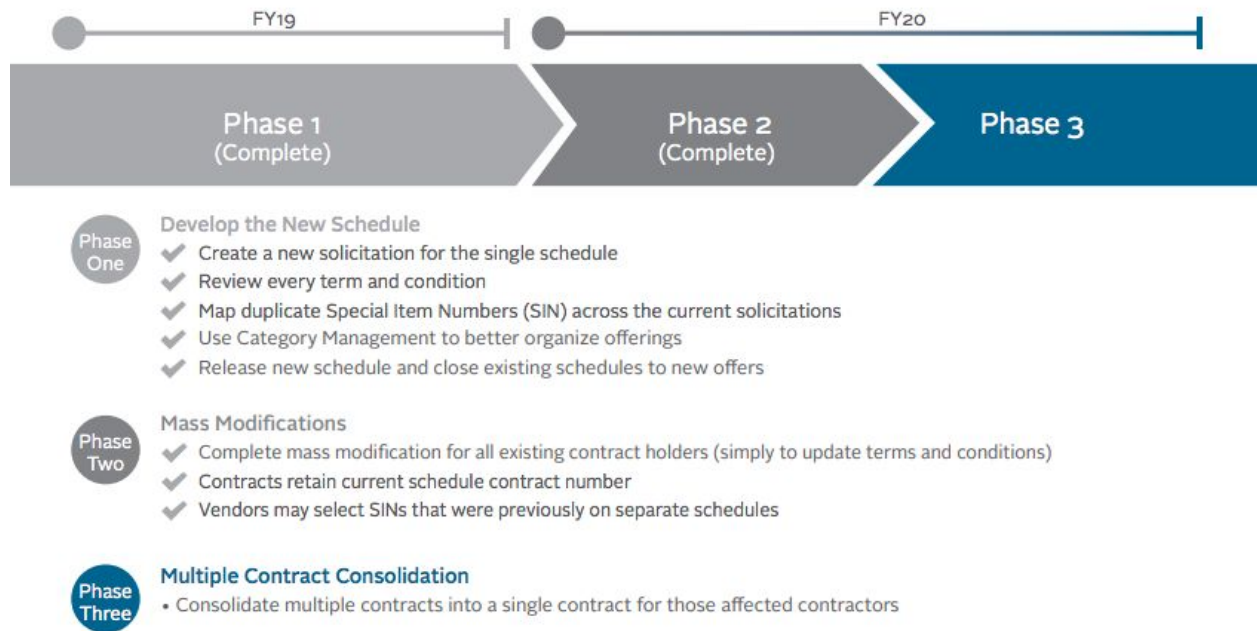 FY19
FY20
Phase 1
(Complete)
Phase 2
(Complete)
Phase 3
Phase
One
Develop the New Schedule
Create a new solicitation for the single schedule
Review every term and condition
Map duplicate Special Item Numbers (SIN) across the current solicitations
Use Category Management to better organize offerings
Release new schedule and close existing schedules to new offers
Phase
Two
Mass Modifications
Complete mass modification for all existing contract holders (simply to update terms and conditions)
Contracts retain current schedule contract number
Vendors may select SINs that were previously on separate schedules
Phase
Three
Multiple Contract Consolidation
• Consolidate multiple contracts into a single contract for those affected contractors